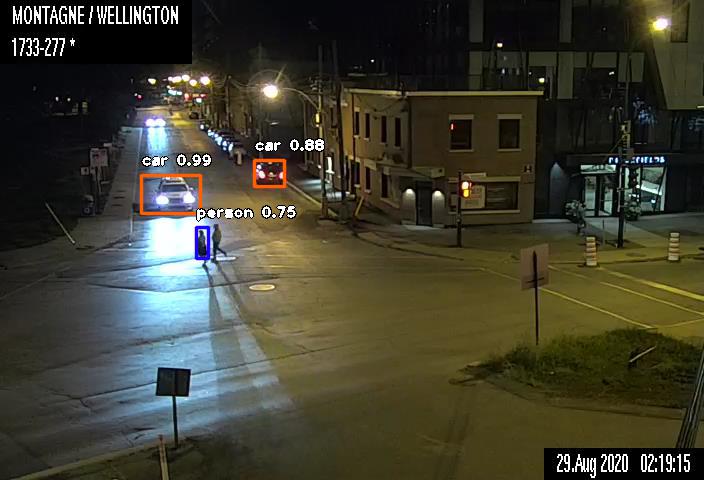 MONTAGNE / WELLINGTON
1733-277 *
car 0.99
car 0.88
person 0.75
29.Aug 2020 02:19:15